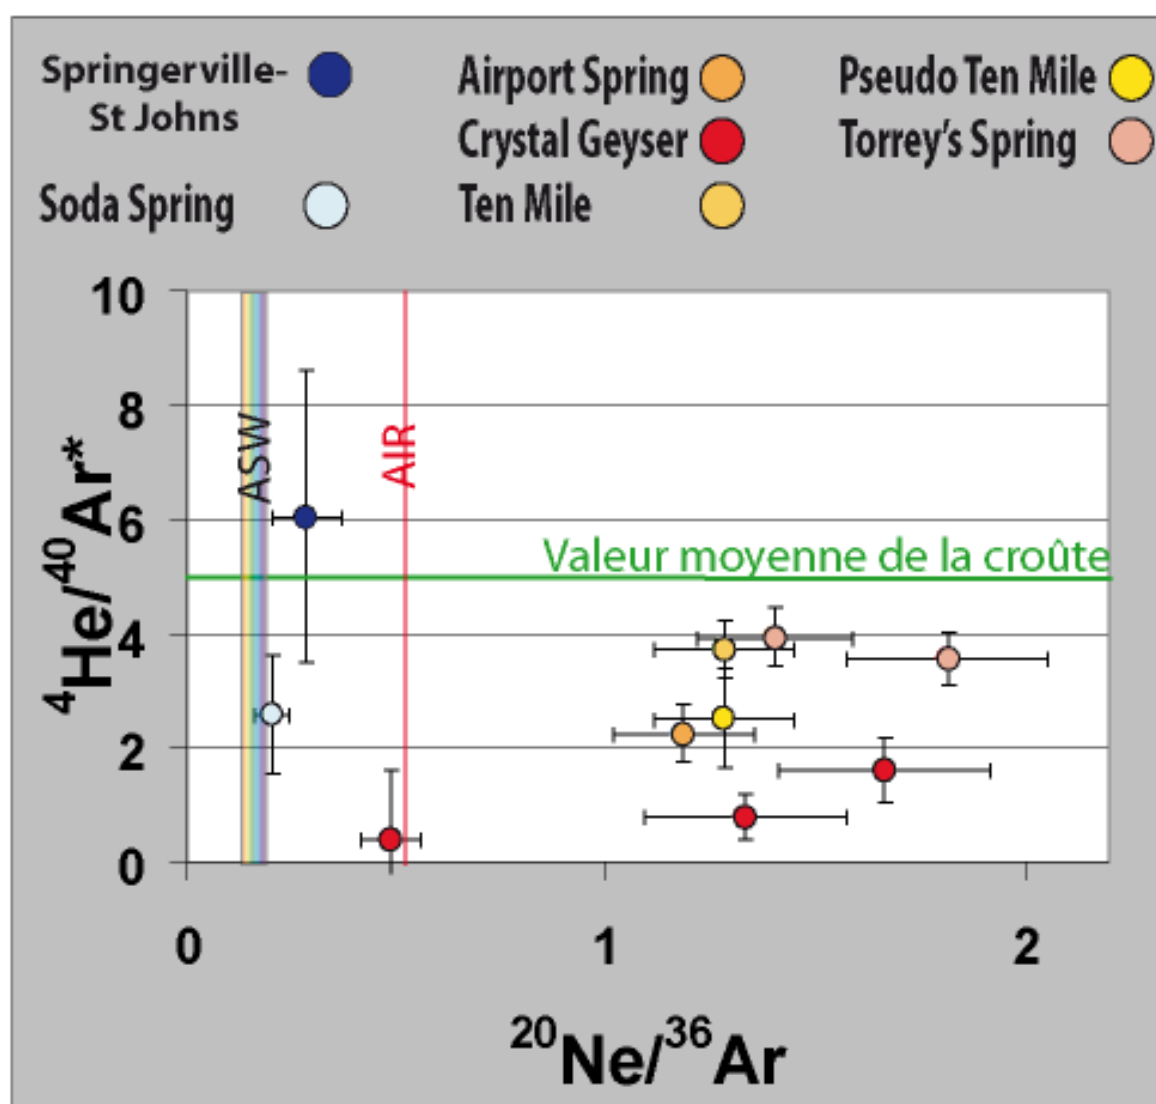 Springerville-
St Johns
Soda Spring
Airport Spring
Crystal Geyser
Ten Mile
Pseudo Ten Mile
Torrey's Spring
10
8
6
4
2
0
ASW
AIR
Valeur moyenne de la croûte
⁴He/⁴⁰Ar*
0 1 2
²⁰Ne/³⁶Ar